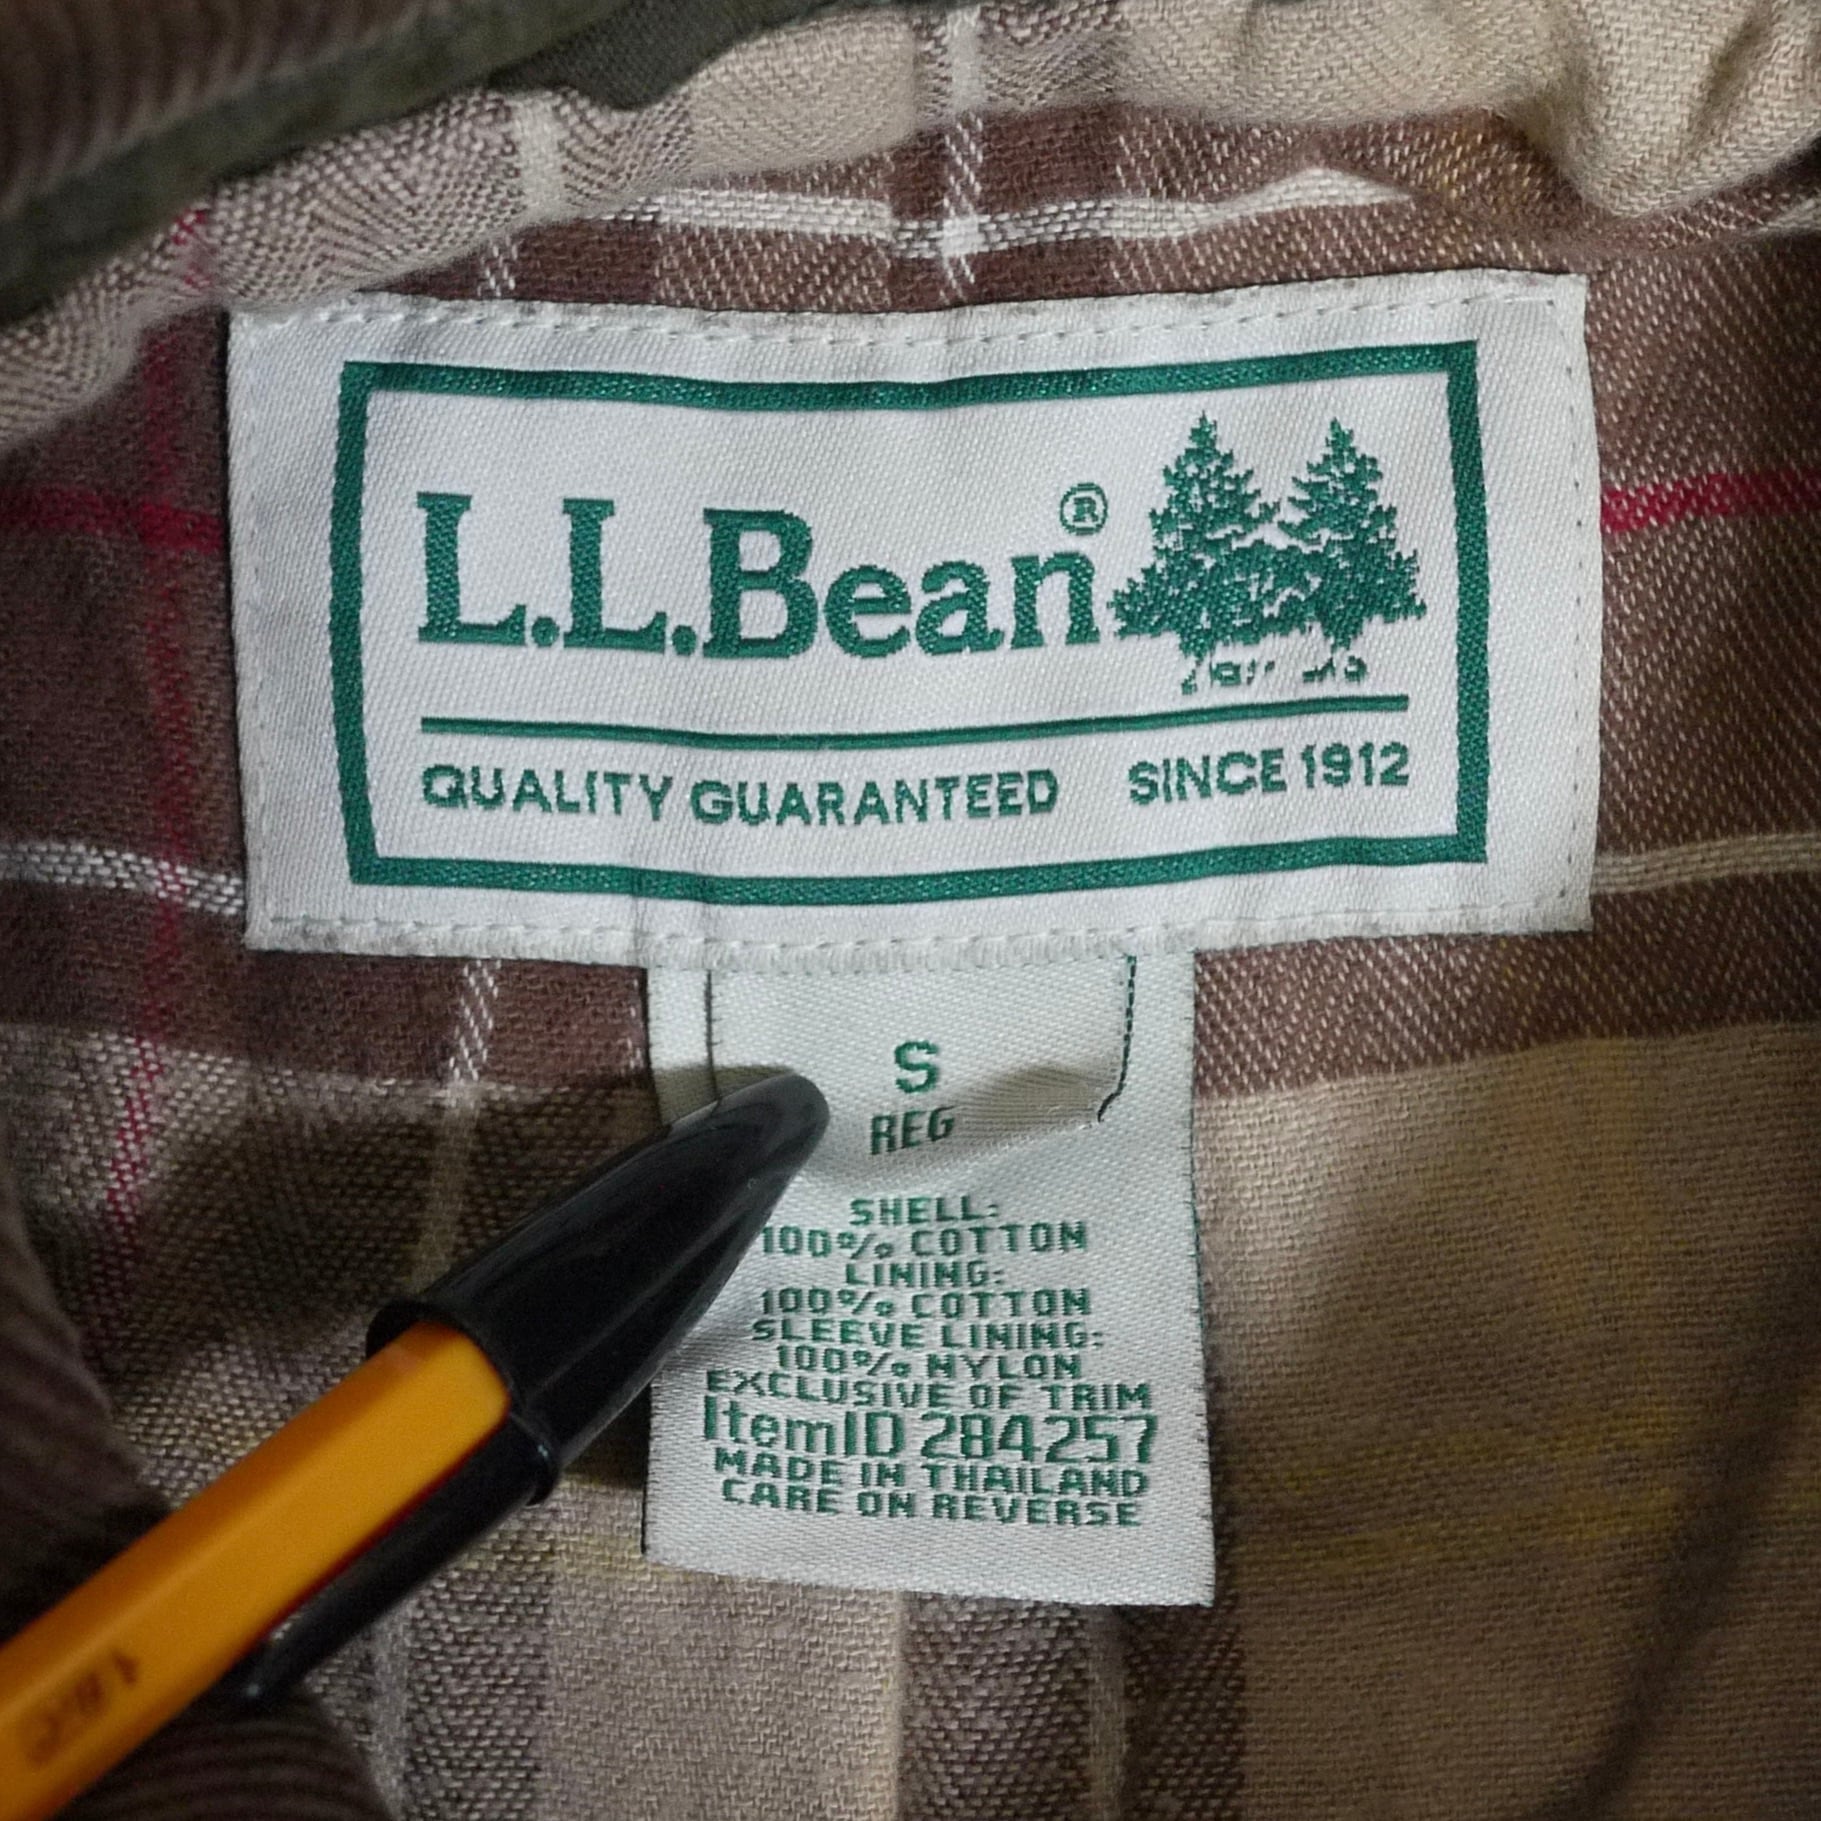 L.L.Bean®
QUALITY GUARANTEED SINCE 1912
S
REG
SHELL:
100% COTTON
LINING:
100% COTTON
SLEEVE LINING:
100% NYLON
EXCLUSIVE OF TRIM
ItemID 284257
MADE IN THAILAND
CARE ON REVERSE